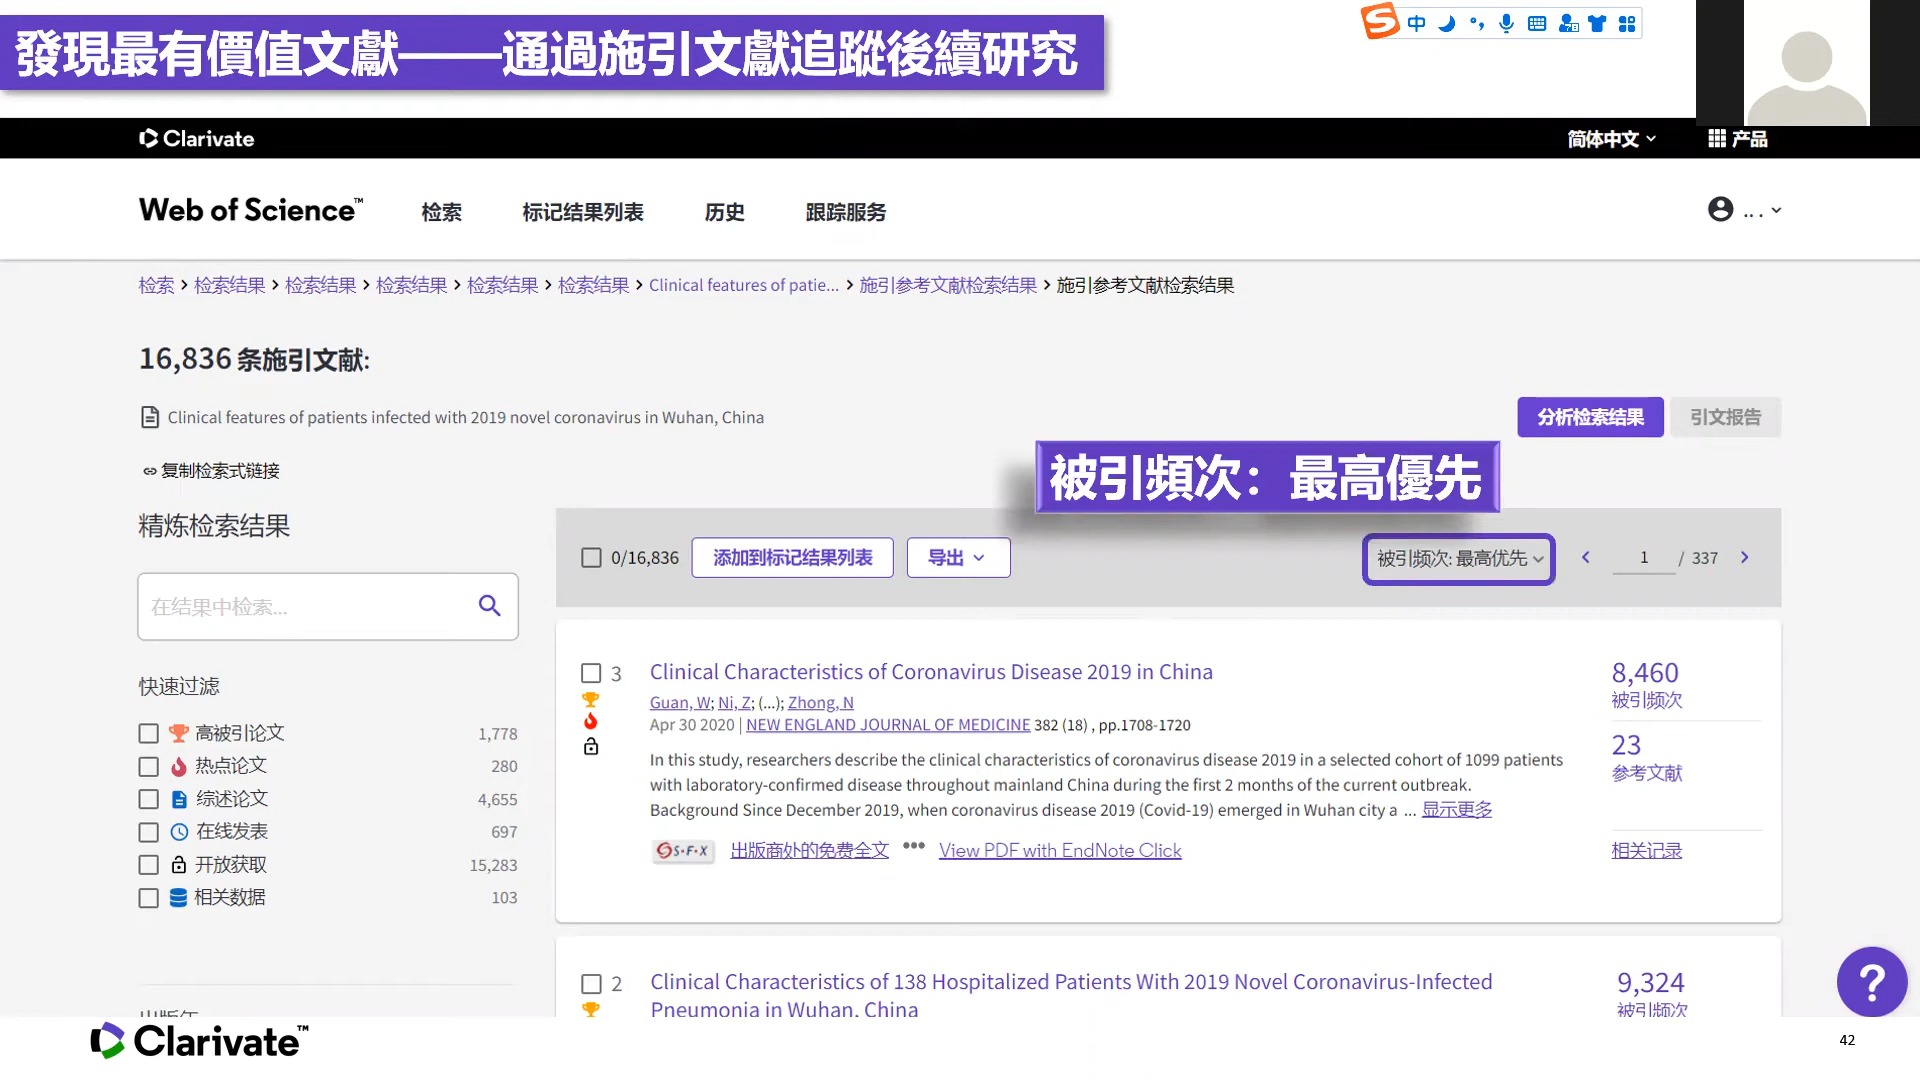 發現最有價值文獻——通過施引文獻追蹤後續研究
中
Clarivate
简体中文
产品
Web of Science™
检索
标记结果列表
历史
跟踪服务
检索 > 检索结果 > 检索结果 > 检索结果 > 检索结果 > 检索结果 > Clinical features of patie... > 施引参考文献检索结果 > 施引参考文献检索结果
16,836 条施引文献:
Clinical features of patients infected with 2019 novel coronavirus in Wuhan, China
分析检索结果
引文报告
复制检索式链接
被引頻次：最高優先
精炼检索结果
0/16,836
添加到标记结果列表
导出
被引频次: 最高优先
1 / 337
在结果中检索...
快速过滤
高被引论文 1,778
热点论文 280
综述论文 4,655
在线发表 697
开放获取 15,283
相关数据 103
3
Clinical Characteristics of Coronavirus Disease 2019 in China
Guan, W; Ni, Z; (...); Zhong, N
Apr 30 2020 | NEW ENGLAND JOURNAL OF MEDICINE 382 (18) , pp.1708-1720
In this study, researchers describe the clinical characteristics of coronavirus disease 2019 in a selected cohort of 1099 patients
with laboratory-confirmed disease throughout mainland China during the first 2 months of the current outbreak.
Background Since December 2019, when coronavirus disease 2019 (Covid-19) emerged in Wuhan city a ... 显示更多
S·F·X 出版商处的免费全文 ••• View PDF with EndNote Click
8,460
被引频次
23
参考文献
相关记录
2
Clinical Characteristics of 138 Hospitalized Patients With 2019 Novel Coronavirus-Infected
Pneumonia in Wuhan, China
9,324
被引频次
Clarivate™
42